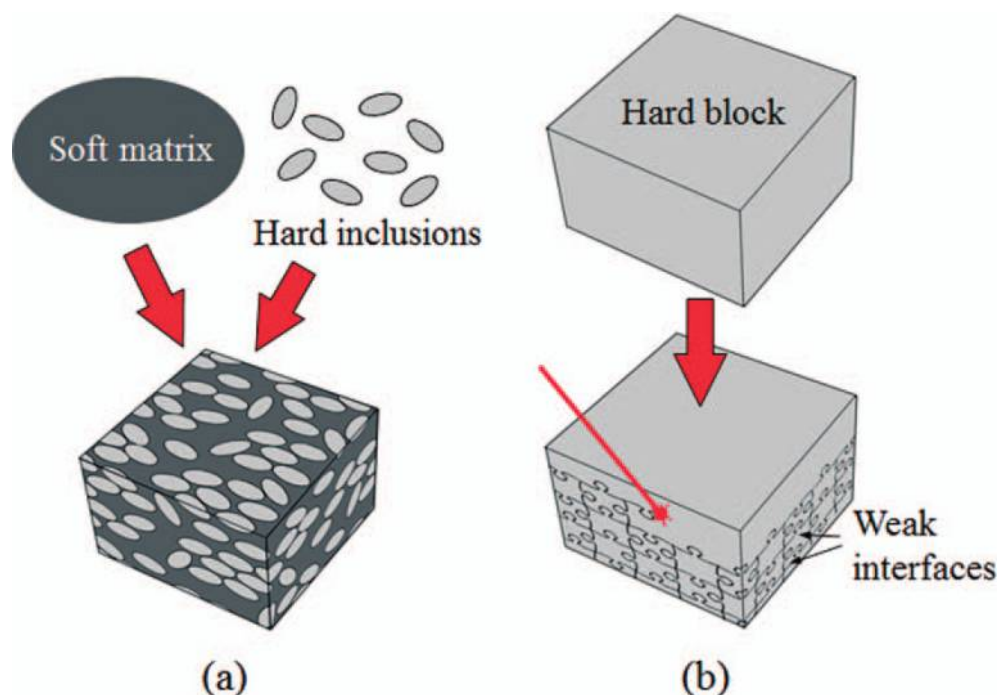 Soft matrix
Hard inclusions
(a)
Hard block
Weak
interfaces
(b)